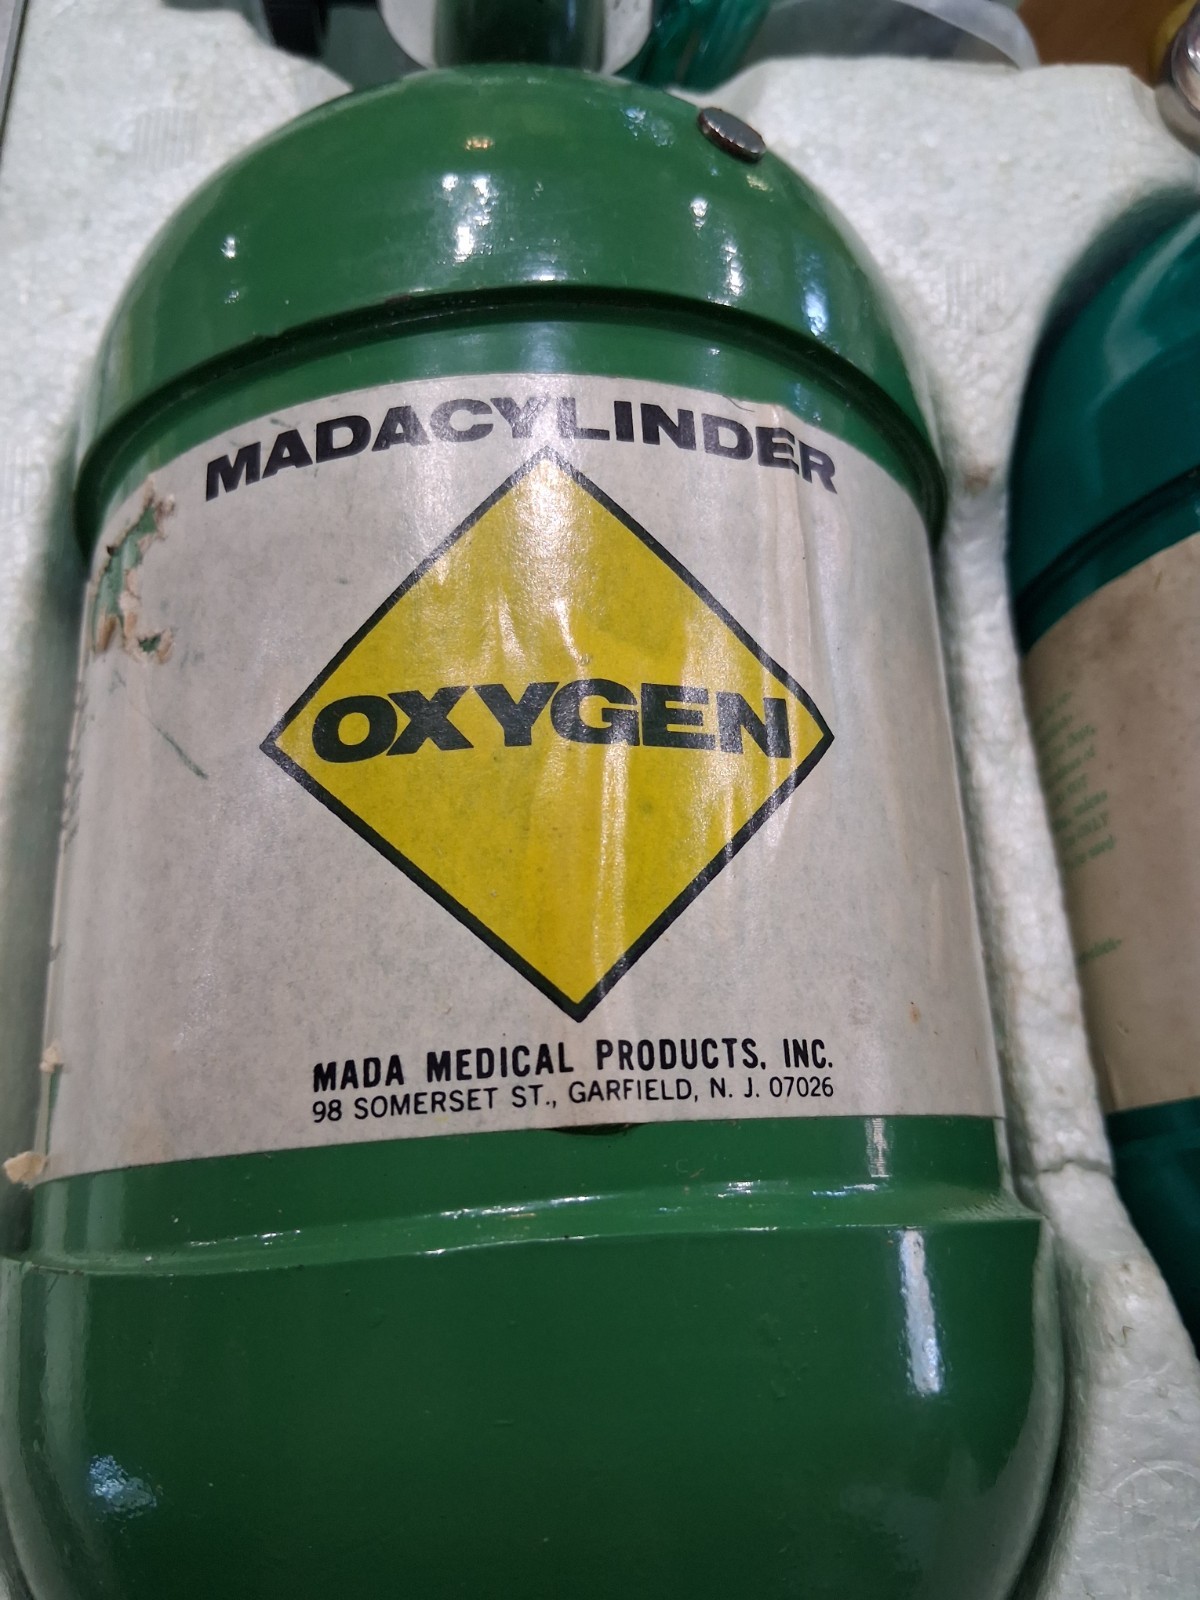 MADACYLINDER
OXYGEN
MADA MEDICAL PRODUCTS, INC.
98 SOMERSET ST., GARFIELD, N. J. 07026